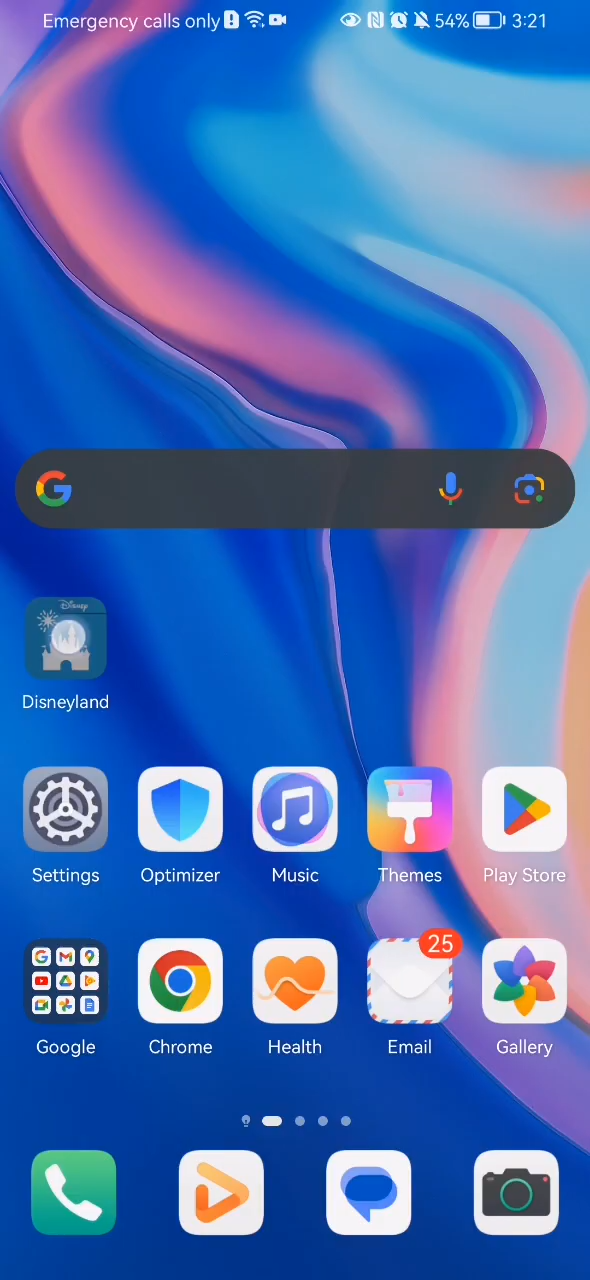 Emergency calls only 54% 3:21
Disney
Disneyland
Settings Optimizer Music Themes Play Store
25
Google Chrome Health Email Gallery